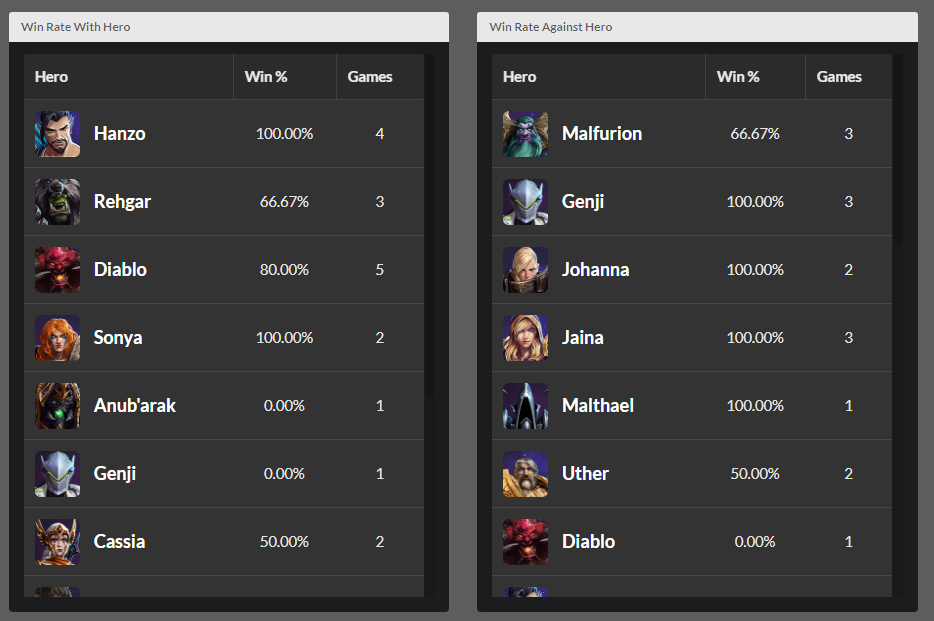 Win Rate With Hero
Hero Win % Games
Hanzo 100.00% 4
Rehgar 66.67% 3
Diablo 80.00% 5
Sonya 100.00% 2
Anub'arak 0.00% 1
Genji 0.00% 1
Cassia 50.00% 2
Win Rate Against Hero
Hero Win % Games
Malfurion 66.67% 3
Genji 100.00% 3
Johanna 100.00% 2
Jaina 100.00% 3
Malthael 100.00% 1
Uther 50.00% 2
Diablo 0.00% 1